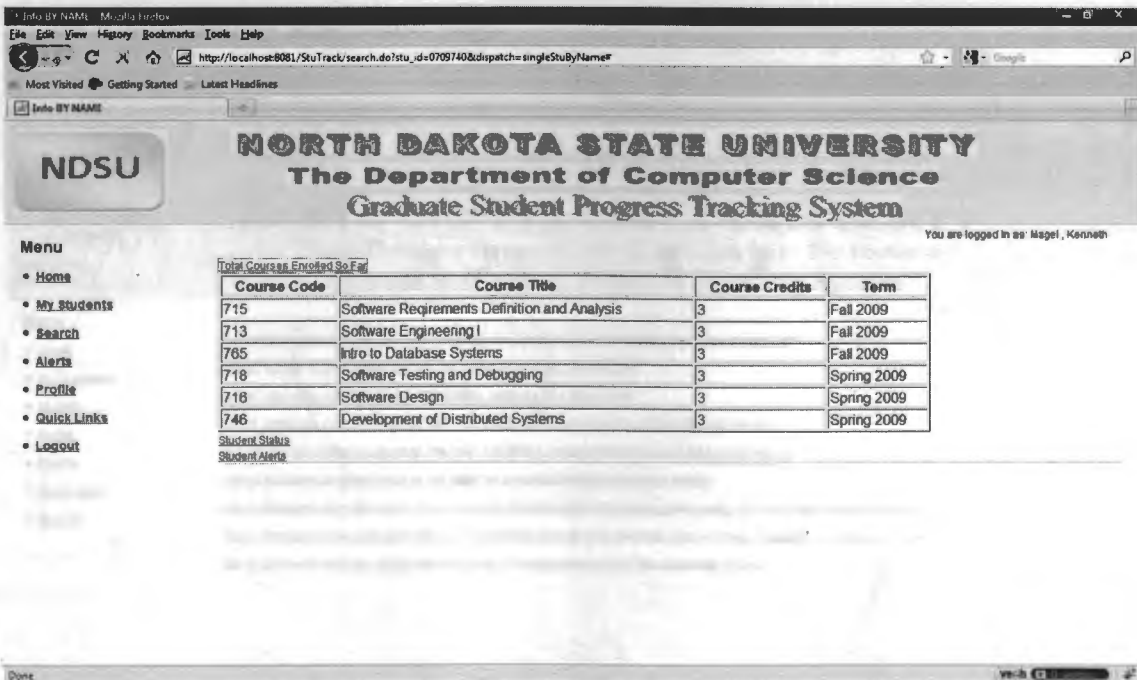 Info BY NAME - Mozilla Firefox
File Edit View History Bookmarks Tools Help
http://localhost:8081/StuTrack/search.do?stu_id=0709740&dispatch=singleStuByName#
Google
Most Visited Getting Started Latest Headlines
Info BY NAME
NDSU
NORTH DAKOTA STATE UNIVERSITY
The Department of Computer Science
Graduate Student Progress Tracking System
You are logged in as: Magel , Kenneth
Menu
Home
My Students
Search
Alerts
Profile
Quick Links
Logout
Total Courses Enrolled So Far
Course Code Course Title Course Credits Term
715 Software Reqirements Definition and Analysis 3 Fall 2009
713 Software Engineering I 3 Fall 2009
765 Intro to Database Systems 3 Fall 2009
718 Software Testing and Debugging 3 Spring 2009
716 Software Design 3 Spring 2009
746 Development of Distributed Systems 3 Spring 2009
Student Status
Student Alerts
Done